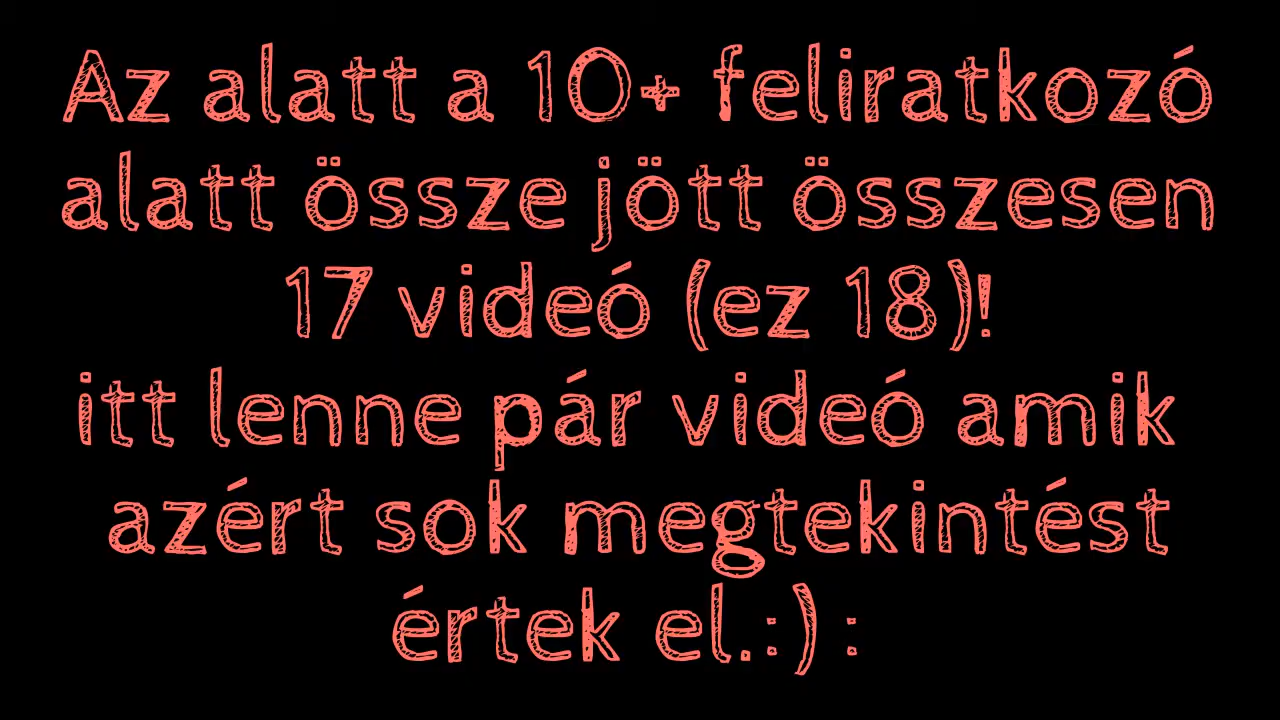 Az alatt a 10+ feliratkozó
alatt össze jött összesen
17 videó (ez 18)!
itt lenne pár videó amik
azért sok megtekintést
értek el.:) :